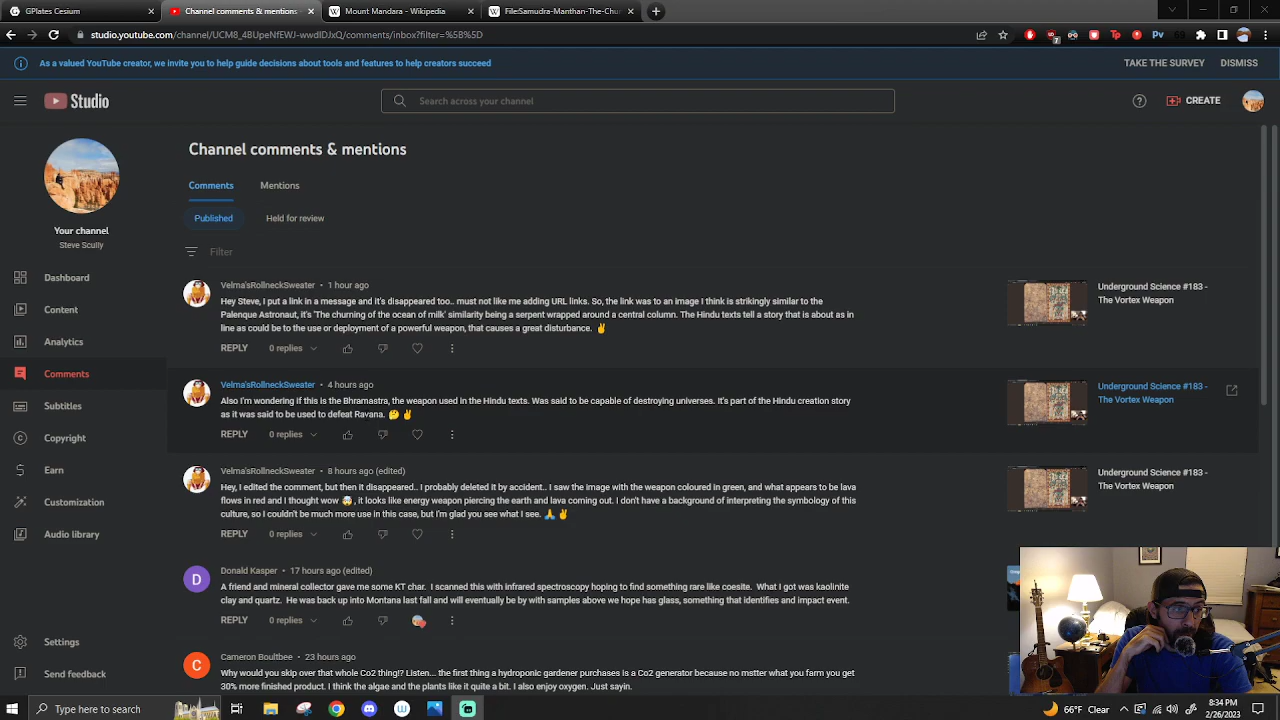 GPlates Cesium
Channel comments & mentions
Mount Mandara - Wikipedia
FileSamudra-Manthan-The-Chur
studio.youtube.com/channel/UCM8_4BUpeNfEWJ-wwdIDJxQ/comments/inbox?filter=%5B%5D
As a valued YouTube creator, we invite you to help guide decisions about tools and features to help creators succeed
TAKE THE SURVEY
DISMISS
Studio
Search across your channel
CREATE
Your channel
Steve Scully
Dashboard
Content
Analytics
Comments
Subtitles
Copyright
Earn
Customization
Audio library
Settings
Send feedback
Channel comments & mentions
Comments
Mentions
Published
Held for review
Filter
Velma'sRollneckSweater • 1 hour ago
Hey Steve, I put a link in a message and it's disappeared too.. must not like me adding URL links. So, the link was to an image I think is strikingly similar to the
Palenque Astronaut, it's 'The churning of the ocean of milk' similarity being a serpent wrapped around a central column. The Hindu texts tell a story that is about as in
line as could be to the use or deployment of a powerful weapon, that causes a great disturbance. ✌️
REPLY 0 replies
Underground Science #183 -
The Vortex Weapon
Velma'sRollneckSweater • 4 hours ago
Also I'm wondering if this is the Bhramastra, the weapon used in the Hindu texts. Was said to be capable of destroying universes. It's part of the Hindu creation story
as it was said to be used to defeat Ravana. 🤔✌️
REPLY 0 replies
Underground Science #183 -
The Vortex Weapon
Velma'sRollneckSweater • 8 hours ago (edited)
Hey, I edited the comment, but then it disappeared.. I probably deleted it by accident.. I saw the image with the weapon coloured in green, and what appears to be lava
flows in red and I thought wow 🤯, it looks like energy weapon piercing the earth and lava coming out. I don't have a background of interpreting the symbology of this
culture, so I couldn't be much more use in this case, but I'm glad you see what I see. 🙏✌️
REPLY 0 replies
Underground Science #183 -
The Vortex Weapon
D
Donald Kasper • 17 hours ago (edited)
A friend and mineral collector gave me some KT char. I scanned this with infrared spectroscopy hoping to find something rare like coesite. What I got was kaolinite
clay and quartz. He was back up into Montana last fall and will eventually be by with samples above we hope has glass, something that identifies and impact event.
REPLY 0 replies
C
Cameron Boultbee • 23 hours ago
Why would you skip over that whole Co2 thing!? Listen... the first thing a hydroponic gardener purchases is a Co2 generator because no matter what you farm you get
30% more finished product. I think the algae and the plants like it quite a bit. I also enjoy oxygen. Just sayin.
Type here to search
66°F Clear
8:34 PM
2/26/2023